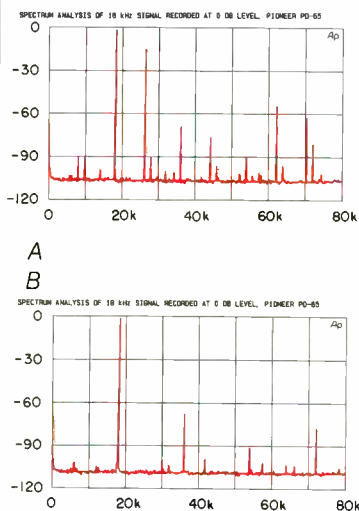 SPECTRUM ANALYSIS OF 18 kHz SIGNAL RECORDED AT 0 DB LEVEL, PIONEER PD-65
0
Ap
-30
-60
-90
-120
0 20k 40k 60k 80k
A
B
SPECTRUM ANALYSIS OF 18 kHz SIGNAL RECORDED AT 0 DB LEVEL, PIONEER PD-65
0
Ap
-30
-60
-90
-120
0 20k 40k 60k 80k